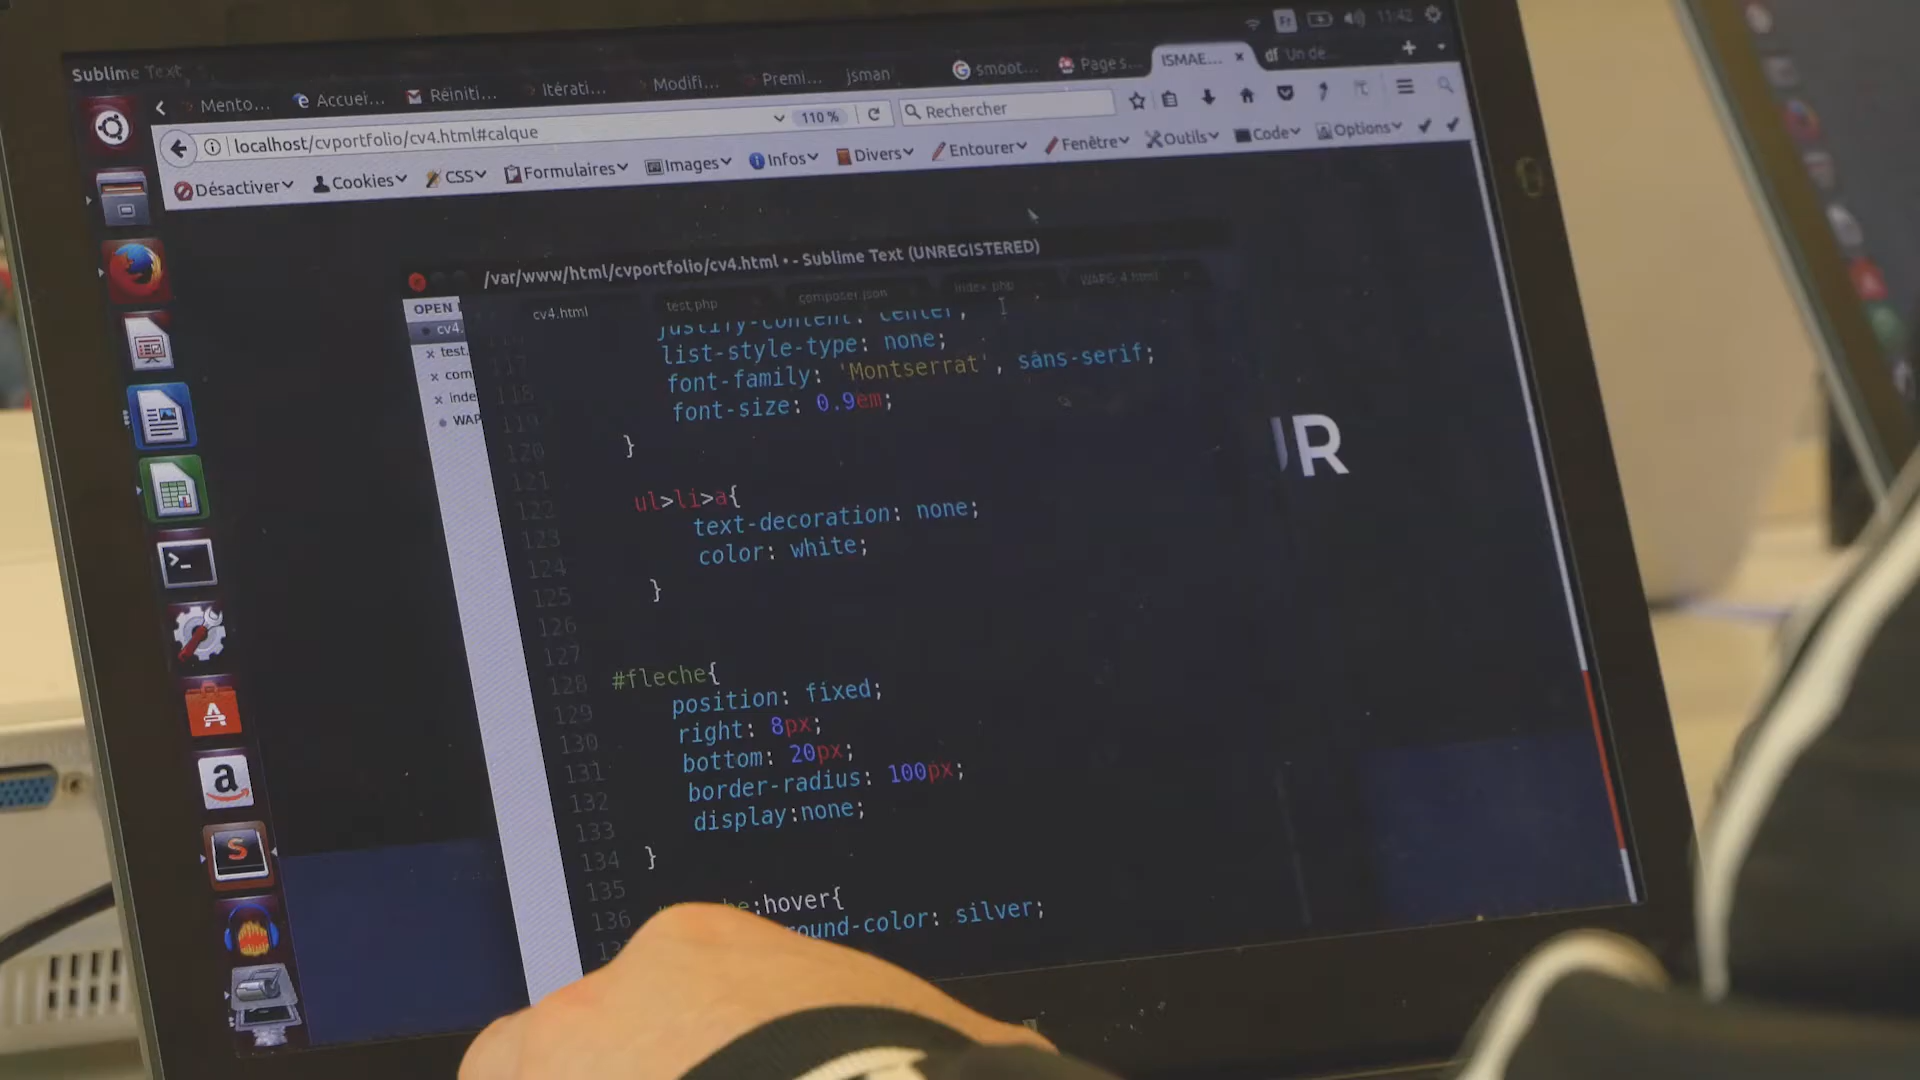 Sublime Text
Fr 11:42
Mento... Accuei... Réiniti... Itérati... Modifi... Premi... jsman smoot... Page s... ISMAE... Un de...
localhost/cvportfolio/cv4.html#calque 110% Rechercher
Désactiver Cookies CSS Formulaires Images Infos Divers Entourer Fenêtre Outils Code Options
/var/www/html/cvportfolio/cv4.html • - Sublime Text (UNREGISTERED)
OPEN
cv4.html test.php composer.json index.php
cv4.
test.
com
inde
WAP
justify-content: center;
117 list-style-type: none;
118 font-family: 'Montserrat', sans-serif;
119 font-size: 0.9em;
120 }
121
122 ul>li>a{
123 text-decoration: none;
124 color: white;
125 }
126
127
128 #fleche{
129 position: fixed;
130 right: 8px;
131 bottom: 20px;
132 border-radius: 100px;
133 display:none;
134 }
135
136 :hover{
ound-color: silver;
UR